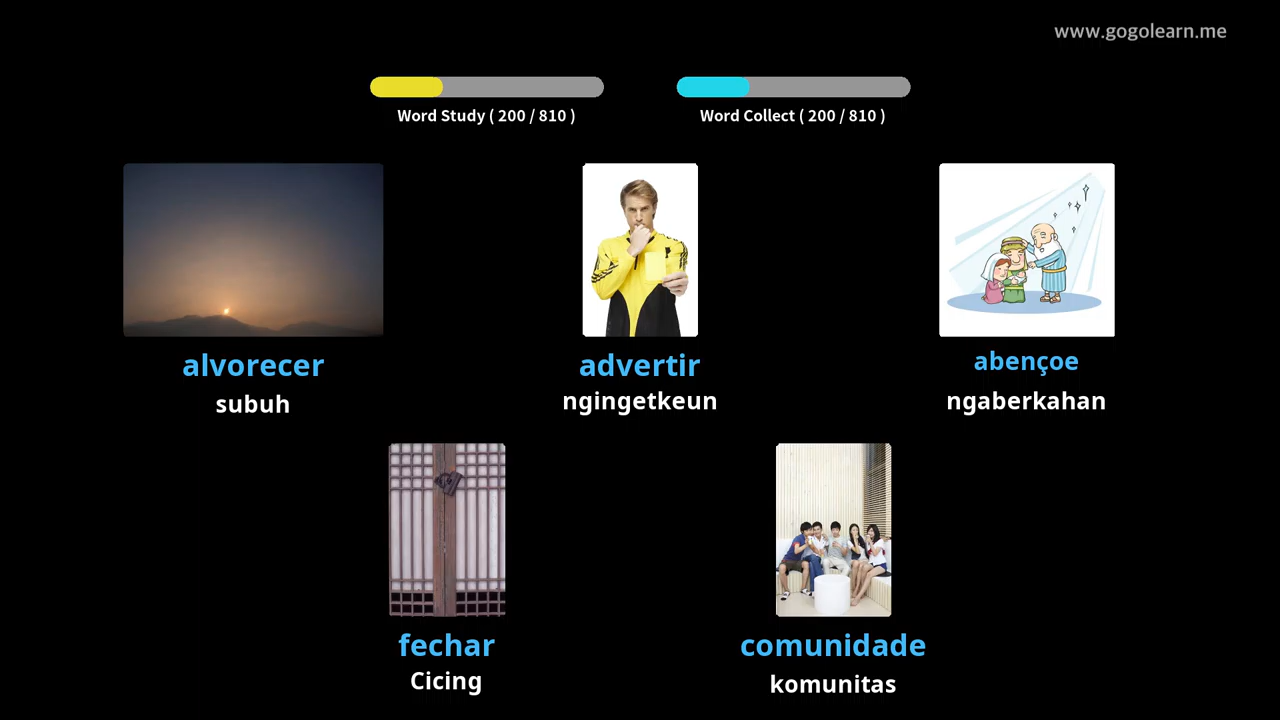 www.gogolearn.me
Word Study ( 200 / 810 )
Word Collect ( 200 / 810 )
alvorecer
subuh
advertir
ngingetkeun
abençoe
ngaberkahan
fechar
Cicing
comunidade
komunitas